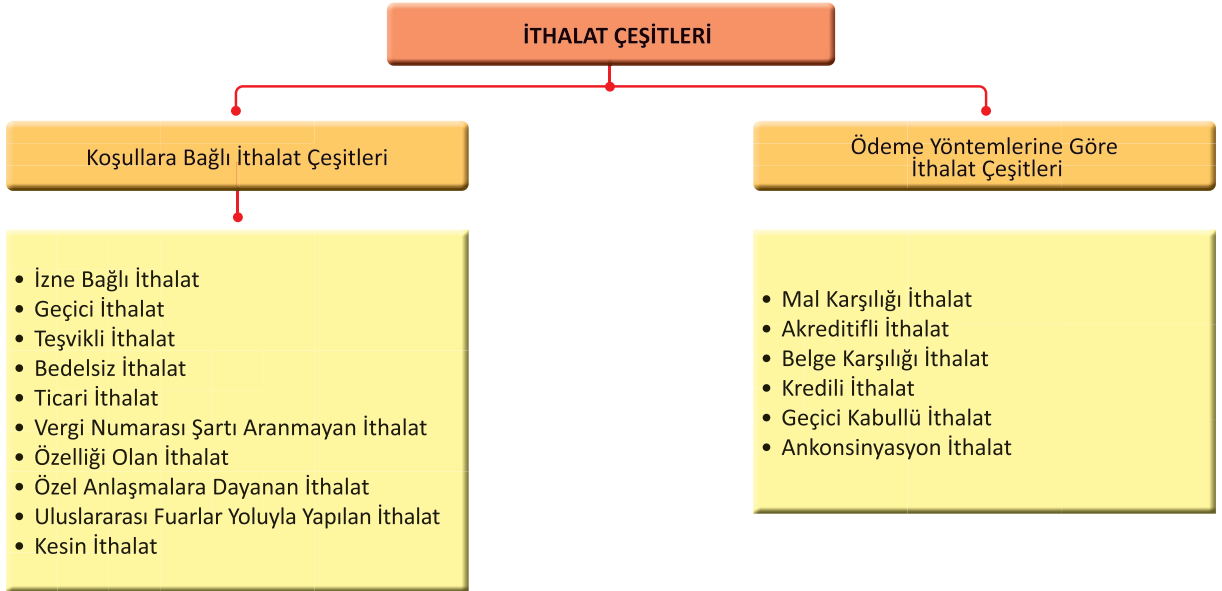 İTHALAT ÇEŞİTLERİ
Koşullara Bağlı İthalat Çeşitleri
• İzne Bağlı İthalat
• Geçici İthalat
• Teşvikli İthalat
• Bedelsiz İthalat
• Ticari İthalat
• Vergi Numarası Şartı Aranmayan İthalat
• Özelliği Olan İthalat
• Özel Anlaşmalara Dayanan İthalat
• Uluslararası Fuarlar Yoluyla Yapılan İthalat
• Kesin İthalat
Ödeme Yöntemlerine Göre
İthalat Çeşitleri
• Mal Karşılığı İthalat
• Akreditifli İthalat
• Belge Karşılığı İthalat
• Kredili İthalat
• Geçici Kabullü İthalat
• Ankonsinyasyon İthalat